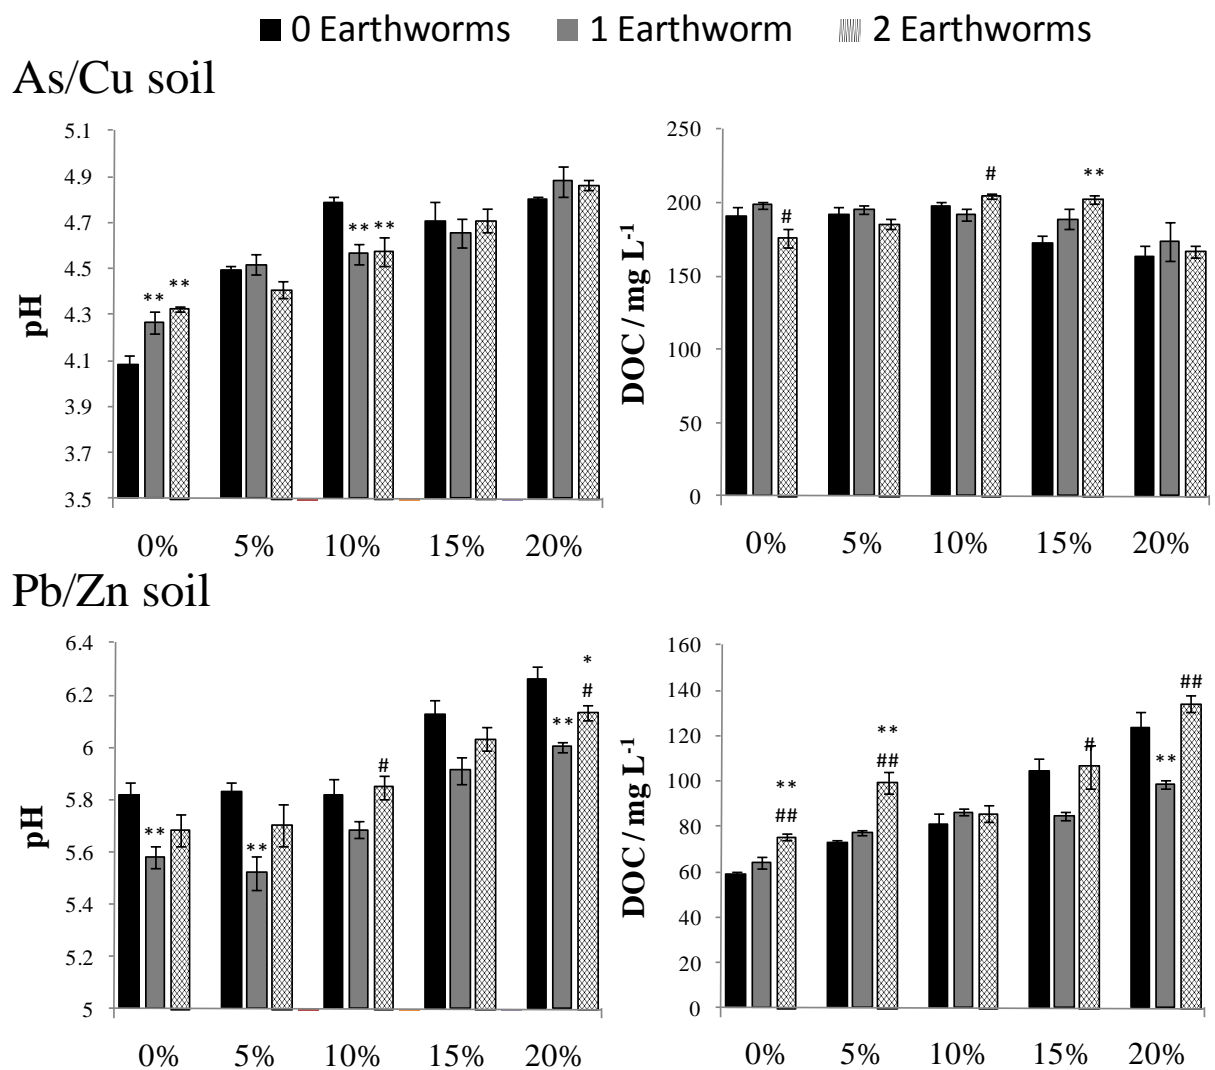 0 Earthworms 1 Earthworm 2 Earthworms
As/Cu soil
pH
5.1
4.9
4.7
4.5
4.3
4.1
3.9
3.7
3.5
** ** ** **
0% 5% 10% 15% 20%
DOC / mg L-1
250
200
150
100
50
0
# # **
0% 5% 10% 15% 20%
Pb/Zn soil
pH
6.4
6.2
6
5.8
5.6
5.4
5.2
5
** ** # ** *
#
0% 5% 10% 15% 20%
DOC / mg L-1
160
140
120
100
80
60
40
20
0
**
##
**
##
#
**
##
0% 5% 10% 15% 20%